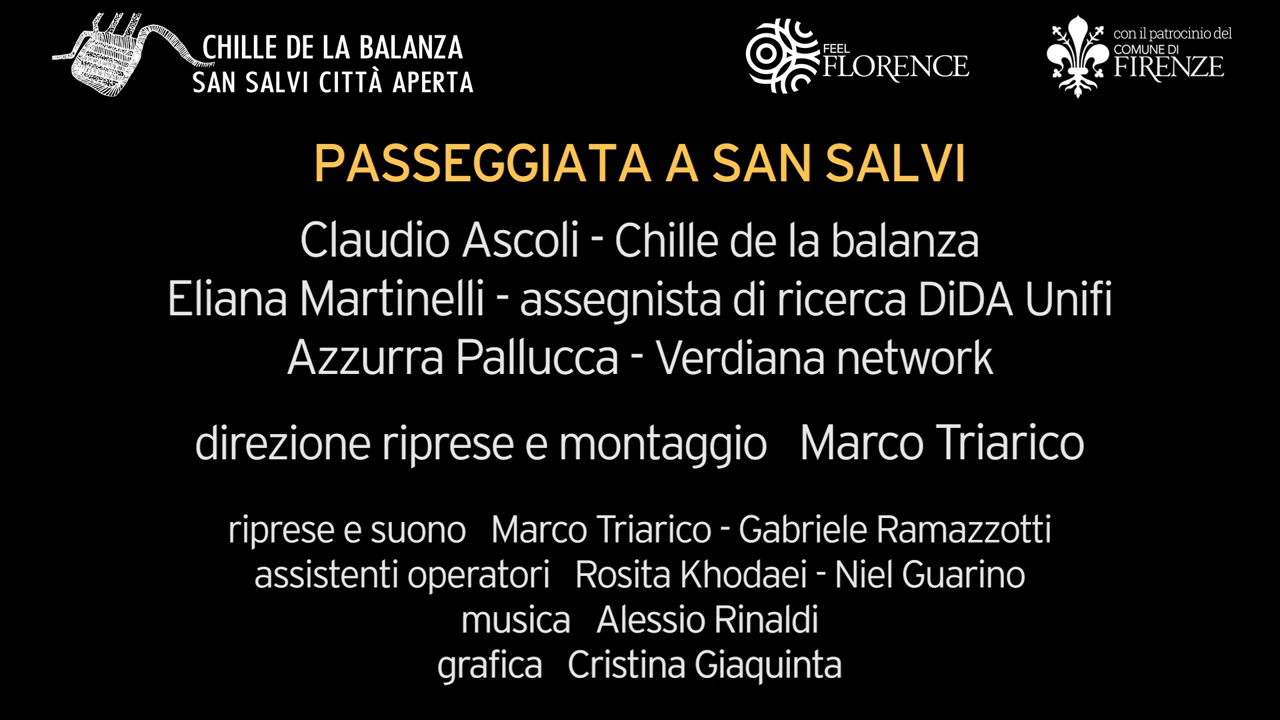 CHILLE DE LA BALANZA
SAN SALVI CITTÀ APERTA
FEEL
FLORENCE
con il patrocinio del
COMUNE DI
FIRENZE
PASSEGGIATA A SAN SALVI
Claudio Ascoli - Chille de la balanza
Eliana Martinelli - assegnista di ricerca DiDA Unifi
Azzurra Pallucca - Verdiana network
direzione riprese e montaggio Marco Triarico
riprese e suono Marco Triarico - Gabriele Ramazzotti
assistenti operatori Rosita Khodaei - Niel Guarino
musica Alessio Rinaldi
grafica Cristina Giaquinta